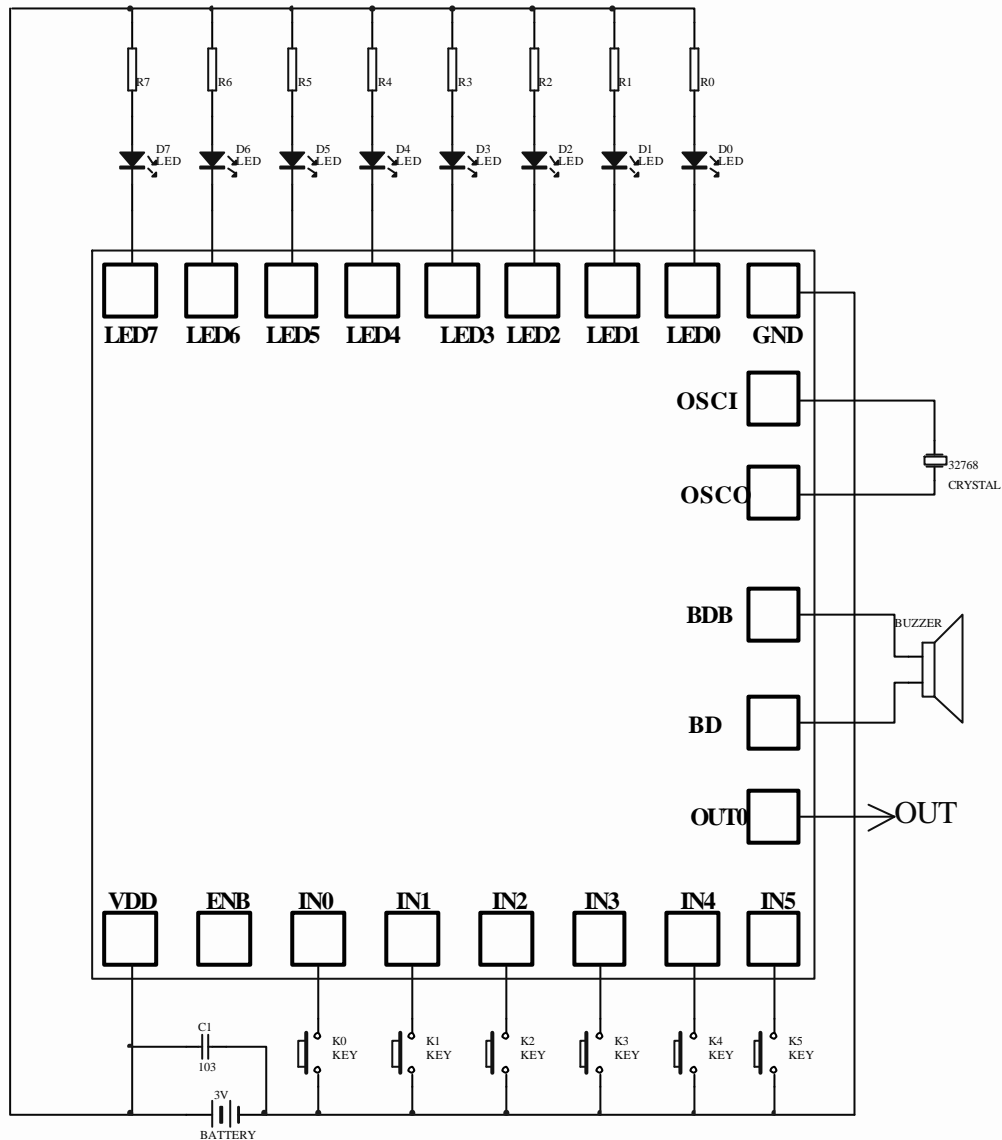 R7 R6 R5 R4 R3 R2 R1 R0
D7 D6 D5 D4 D3 D2 D1 D0
LED LED LED LED LED LED LED LED
LED7 LED6 LED5 LED4 LED3 LED2 LED1 LED0 GND
OSCI
32768
CRYSTAL
OSCO
BDB
BUZZER
BD
OUT0
OUT
VDD ENB IN0 IN1 IN2 IN3 IN4 IN5
C1
103
K0 K1 K2 K3 K4 K5
KEY KEY KEY KEY KEY KEY
3V
BATTERY